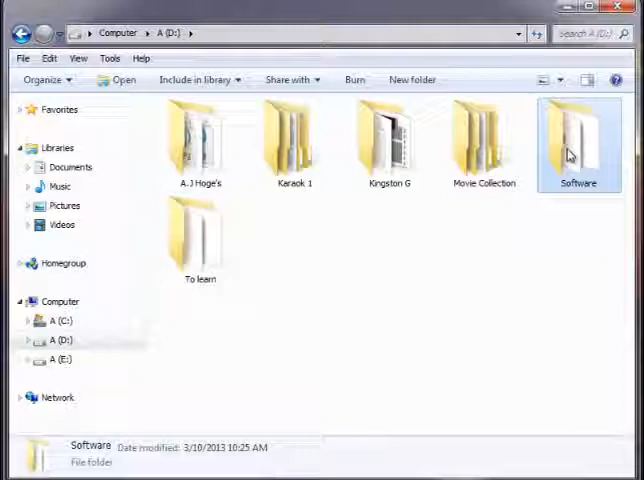 Computer A (D:) Search A (D:)
File Edit View Tools Help
Organize Open Include in library Share with Burn New folder
Favorites
Libraries
Documents
Music
Pictures
Videos
Homegroup
Computer
A (C:)
A (D:)
A (E:)
Network
A.J Hoge's Karaok 1 Kingston G Movie Collection Software
To learn
Software Date modified: 3/10/2013 10:25 AM
File folder